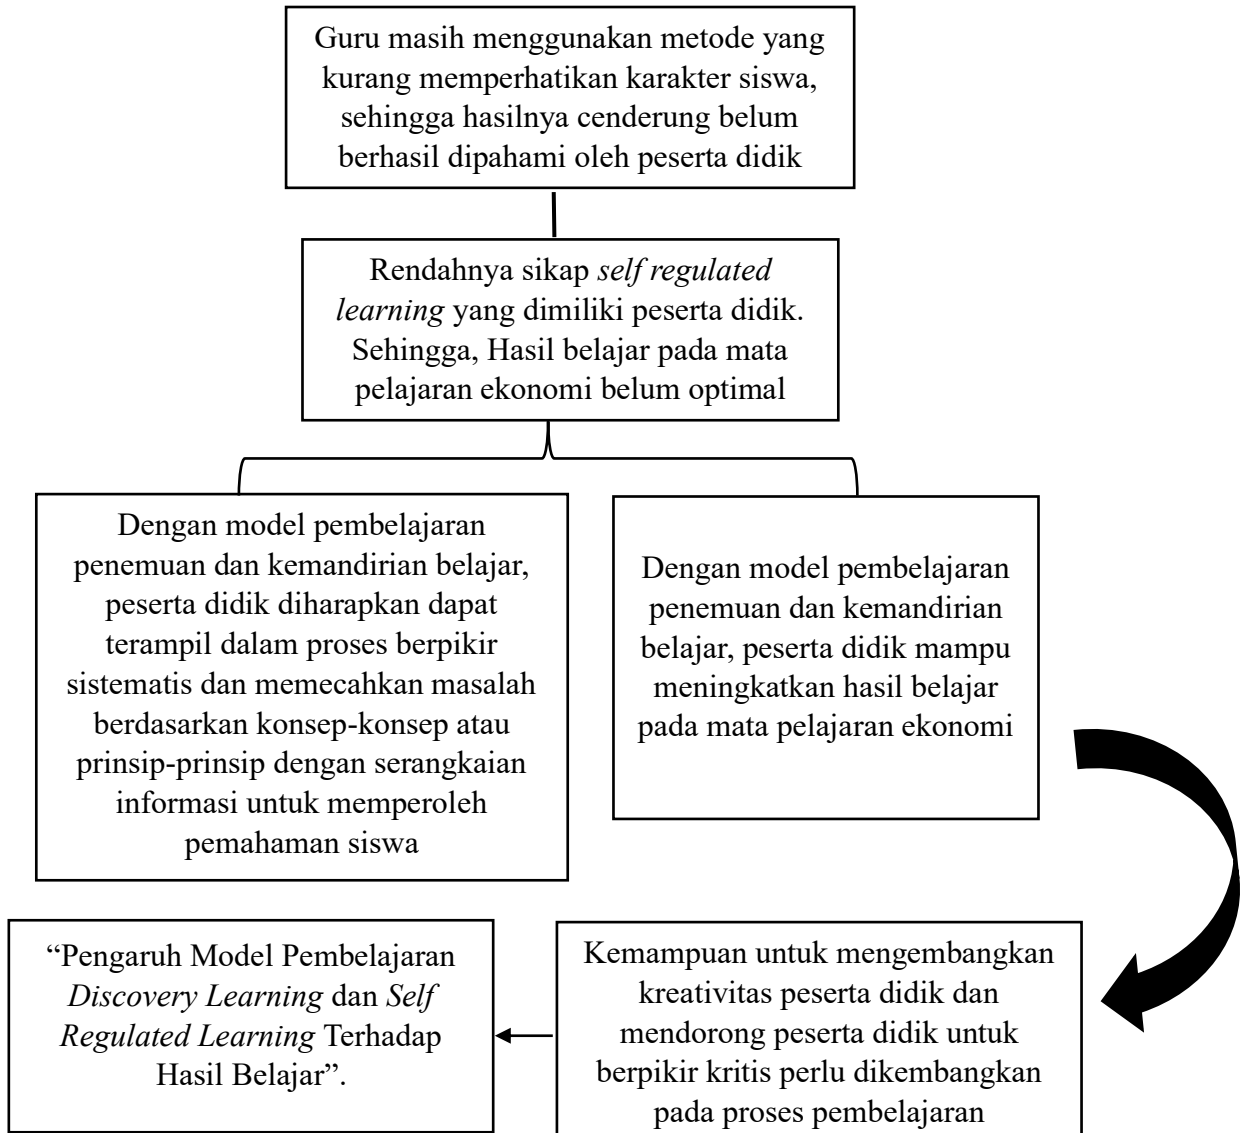 Guru masih menggunakan metode yang
kurang memperhatikan karakter siswa,
sehingga hasilnya cenderung belum
berhasil dipahami oleh peserta didik
Rendahnya sikap self regulated
learning yang dimiliki peserta didik.
Sehingga, Hasil belajar pada mata
pelajaran ekonomi belum optimal
Dengan model pembelajaran
penemuan dan kemandirian belajar,
peserta didik diharapkan dapat
terampil dalam proses berpikir
sistematis dan memecahkan masalah
berdasarkan konsep-konsep atau
prinsip-prinsip dengan serangkaian
informasi untuk memperoleh
pemahaman siswa
Dengan model pembelajaran
penemuan dan kemandirian
belajar, peserta didik mampu
meningkatkan hasil belajar
pada mata pelajaran ekonomi
Kemampuan untuk mengembangkan
kreativitas peserta didik dan
mendorong peserta didik untuk
berpikir kritis perlu dikembangkan
pada proses pembelajaran
“Pengaruh Model Pembelajaran
Discovery Learning dan Self
Regulated Learning Terhadap
Hasil Belajar”.